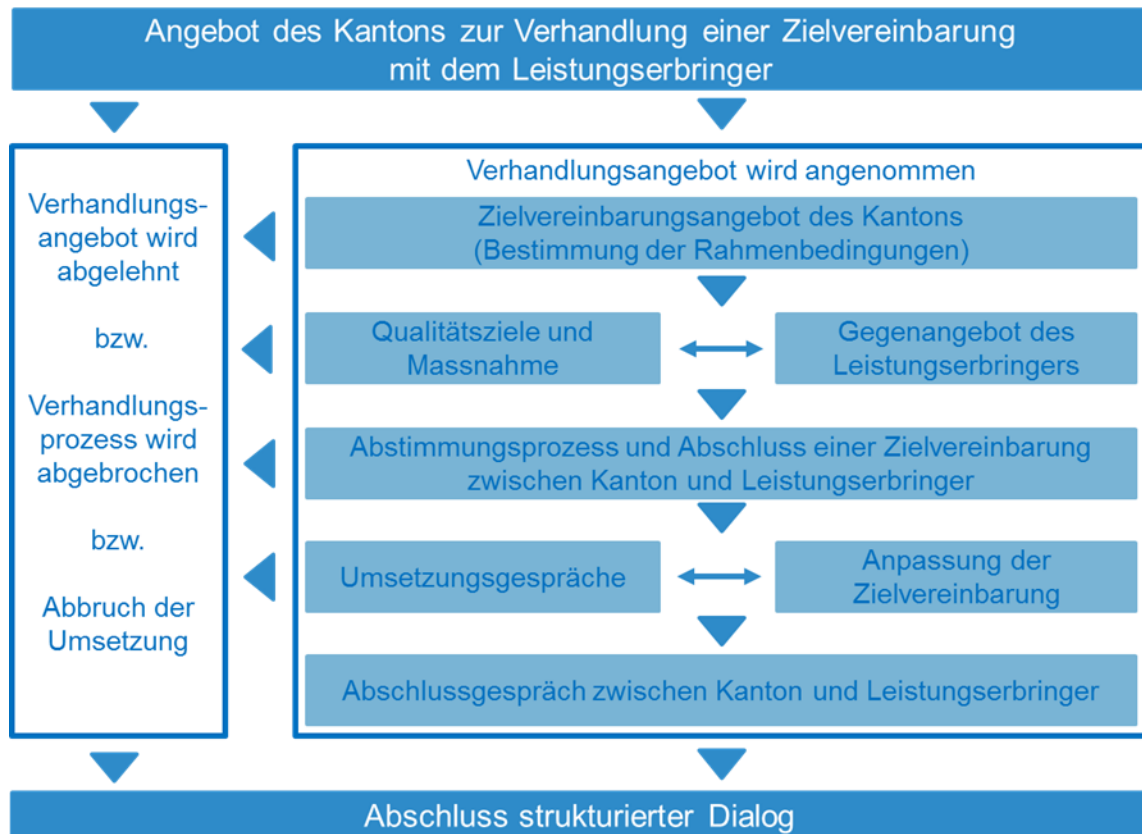 Angebot des Kantons zur Verhandlung einer Zielvereinbarung
mit dem Leistungserbringer
Verhandlungs-
angebot wird
abgelehnt
bzw.
Verhandlungs-
prozess wird
abgebrochen
bzw.
Abbruch der
Umsetzung
Verhandlungsangebot wird angenommen
Zielvereinbarungsangebot des Kantons
(Bestimmung der Rahmenbedingungen)
Qualitätsziele und
Massnahme
Gegenangebot des
Leistungserbringers
Abstimmungsprozess und Abschluss einer Zielvereinbarung
zwischen Kanton und Leistungserbringer
Umsetzungsgespräche
Anpassung der
Zielvereinbarung
Abschlussgespräch zwischen Kanton und Leistungserbringer
Abschluss strukturierter Dialog